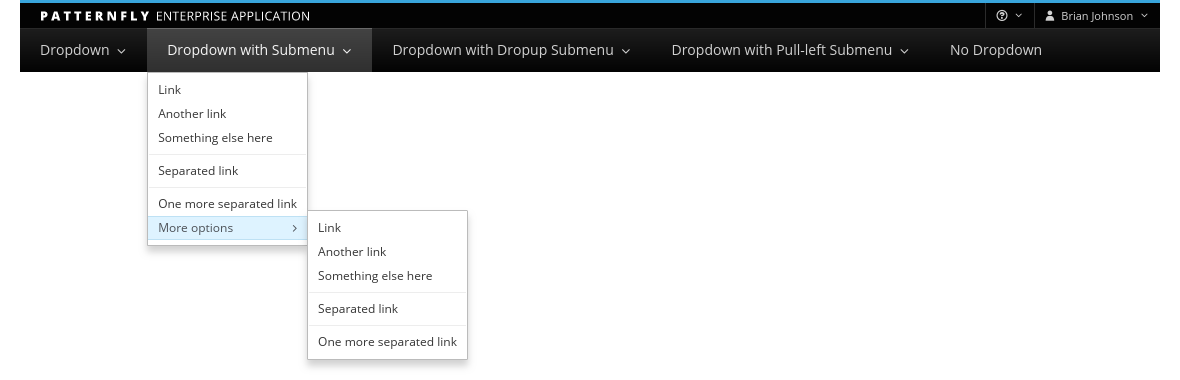 PATTERNFLY ENTERPRISE APPLICATION
Brian Johnson
Dropdown
Dropdown with Submenu
Dropdown with Dropup Submenu
Dropdown with Pull-left Submenu
No Dropdown
Link
Another link
Something else here
Separated link
One more separated link
More options
Link
Another link
Something else here
Separated link
One more separated link